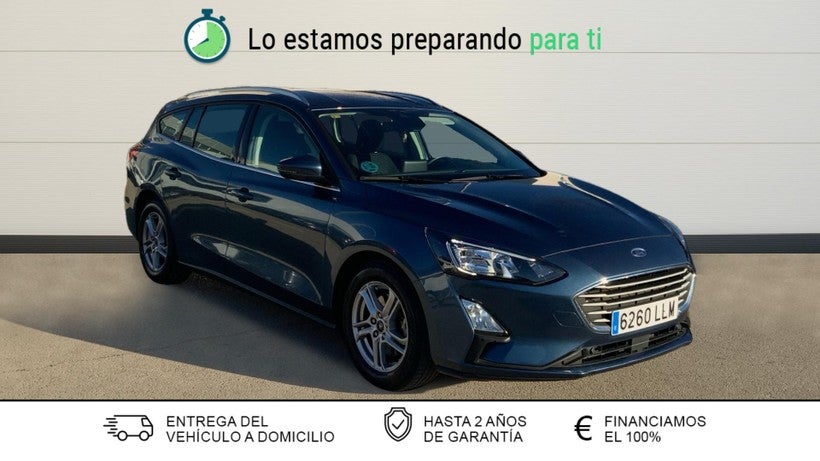 Lo estamos preparando para ti
Ford
6260 LLM
ENTREGA DEL
VEHÍCULO A DOMICILIO
HASTA 2 AÑOS
DE GARANTÍA
€
FINANCIAMOS
EL 100%